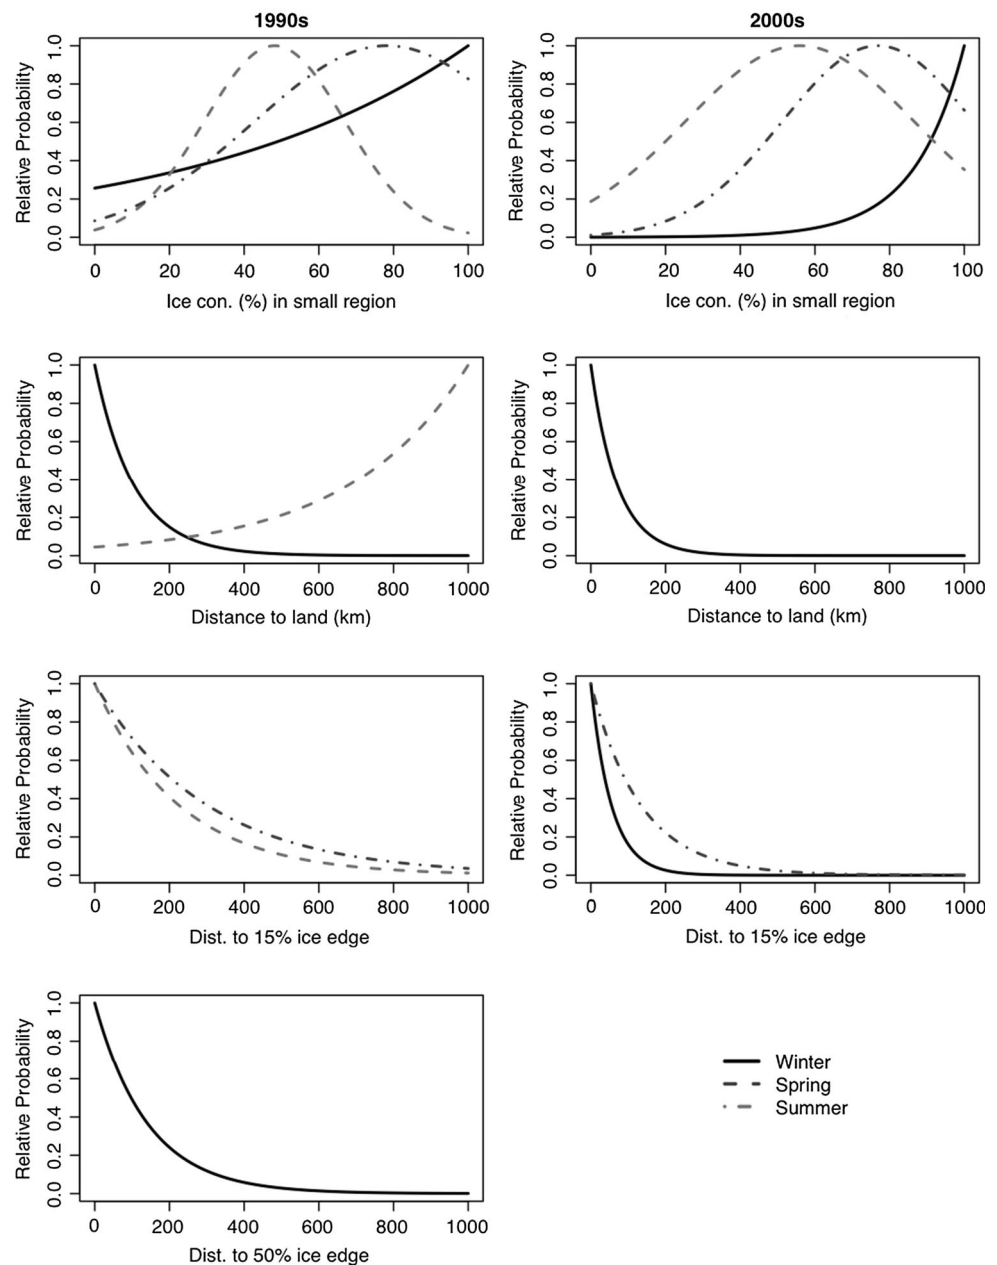 1990s
2000s
Relative Probability
0.0 0.2 0.4 0.6 0.8 1.0
0 20 40 60 80 100
Ice con. (%) in small region
Relative Probability
0.0 0.2 0.4 0.6 0.8 1.0
0 20 40 60 80 100
Ice con. (%) in small region
Relative Probability
0.0 0.2 0.4 0.6 0.8 1.0
0 200 400 600 800 1000
Distance to land (km)
Relative Probability
0.0 0.2 0.4 0.6 0.8 1.0
0 200 400 600 800 1000
Distance to land (km)
Relative Probability
0.0 0.2 0.4 0.6 0.8 1.0
0 200 400 600 800 1000
Dist. to 15% ice edge
Relative Probability
0.0 0.2 0.4 0.6 0.8 1.0
0 200 400 600 800 1000
Dist. to 15% ice edge
Relative Probability
0.0 0.2 0.4 0.6 0.8 1.0
0 200 400 600 800 1000
Dist. to 50% ice edge
Winter
Spring
Summer